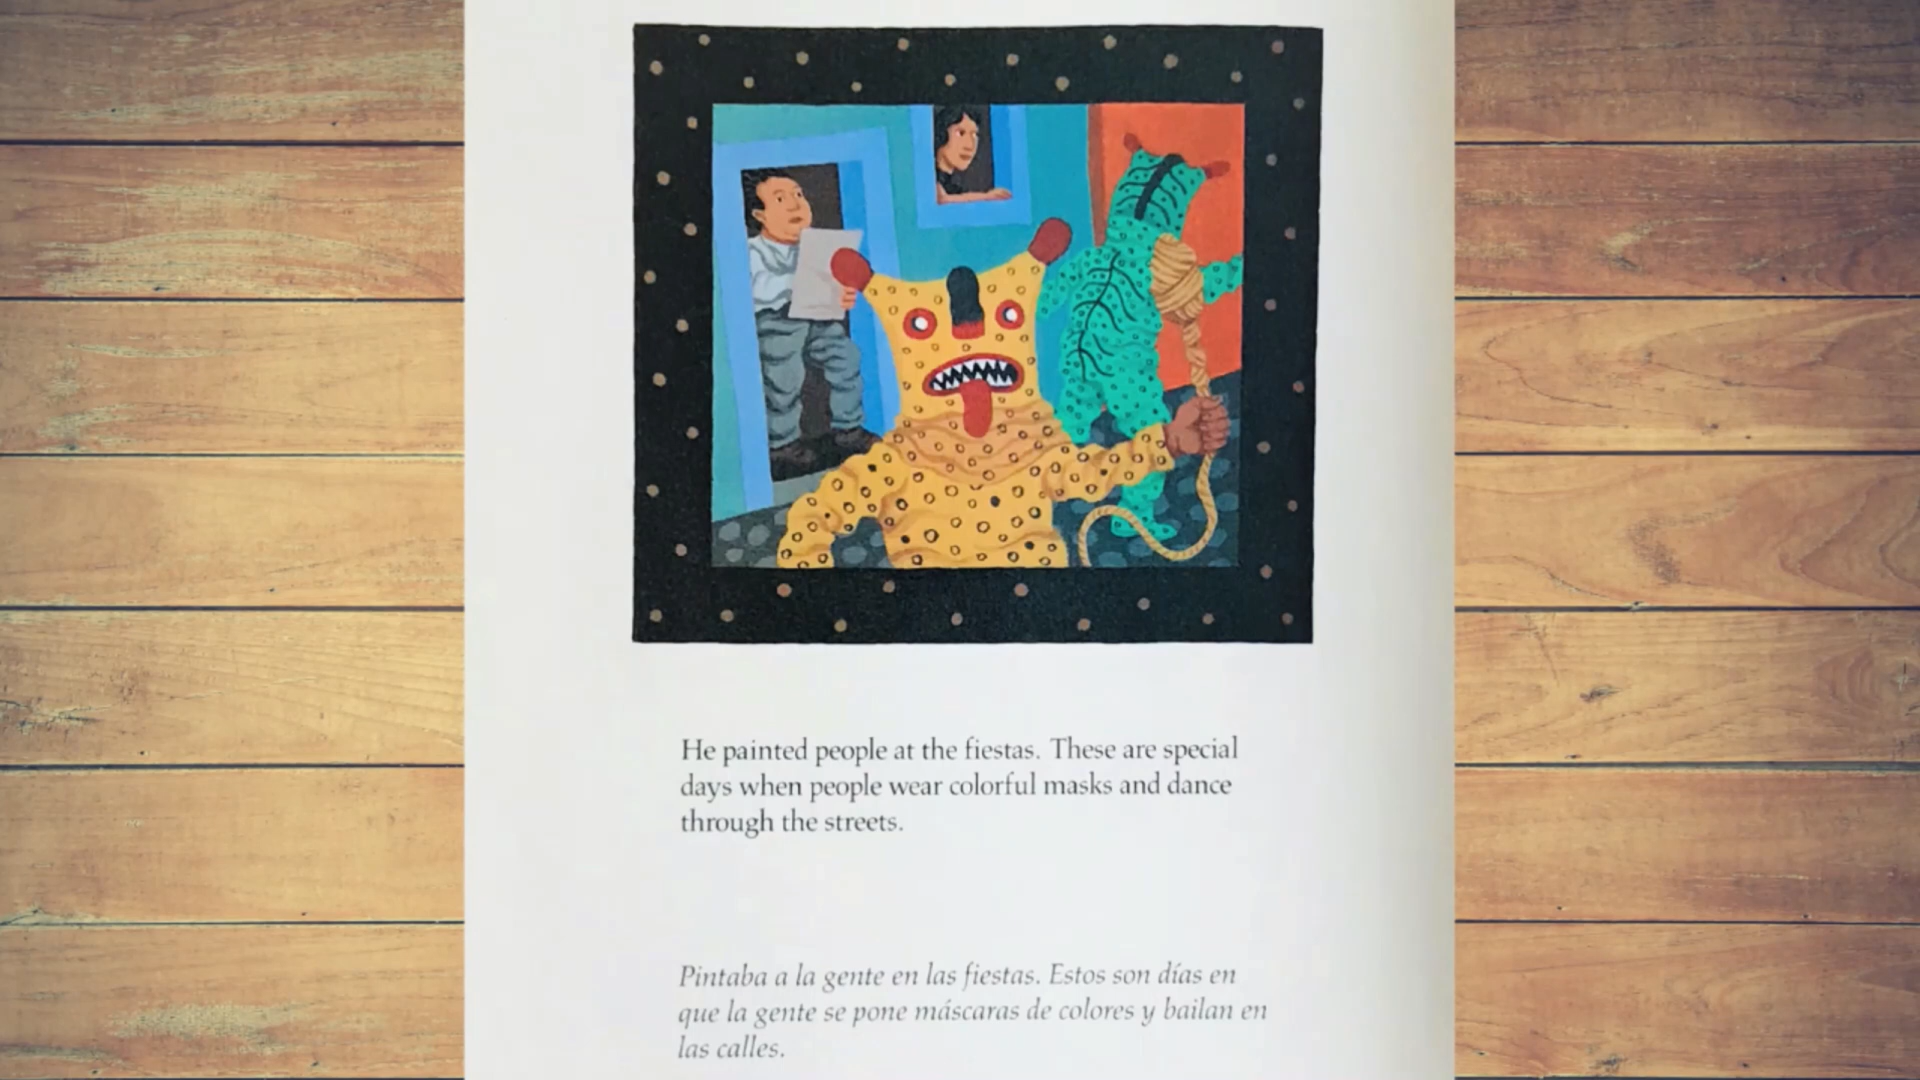 He painted people at the fiestas. These are special
days when people wear colorful masks and dance
through the streets.
Pintaba a la gente en las fiestas. Estos son días en
que la gente se pone máscaras de colores y bailan en
las calles.